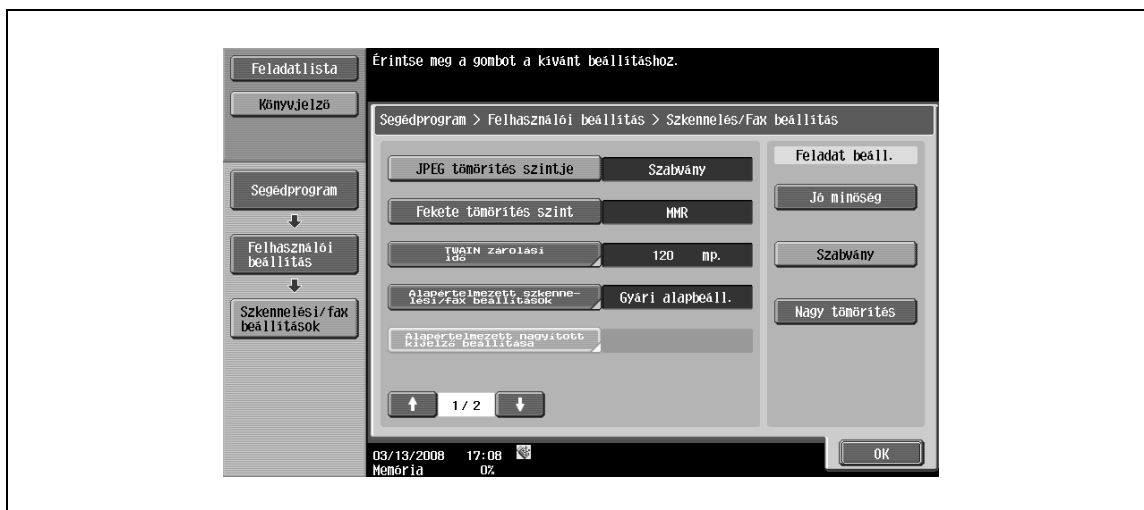 Feladatlista
Könyvjelző
Segédprogram
Felhasználói
beállítás
Szkennelési/fax
beállítások
Érintse meg a gombot a kívánt beállításhoz.
Segédprogram > Felhasználói beállítás > Szkennelés/Fax beállítás
JPEG tömörítés szintje
Szabvány
Fekete tömörítés szint
MMR
TWAIN zárolási
idő
120 mp.
Alapértelmezett szkenne-
lési/fax beállítások
Gyári alapbeáll.
Alapértelmezett nagyított
kijelző beállítása
1/ 2
Feladat beáll.
Jó minőség
Szabvány
Nagy tömörítés
03/13/2008 17:08
Memória 0%
OK